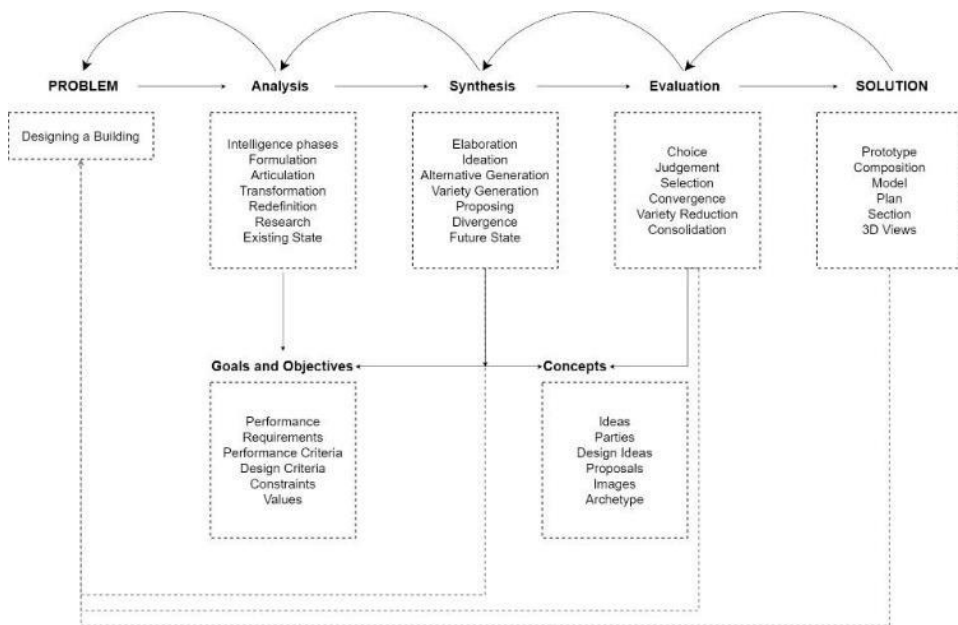 PROBLEM
Analysis
Synthesis
Evaluation
SOLUTION
Designing a Building
Intelligence phases
Formulation
Articulation
Transformation
Redefinition
Research
Existing State
Elaboration
Ideation
Alternative Generation
Variety Generation
Proposing
Divergence
Future State
Choice
Judgement
Selection
Convergence
Variety Reduction
Consolidation
Prototype
Composition
Model
Plan
Section
3D Views
Goals and Objectives
Concepts
Performance
Requirements
Performance Criteria
Design Criteria
Constraints
Values
Ideas
Parties
Design Ideas
Proposals
Images
Archetype